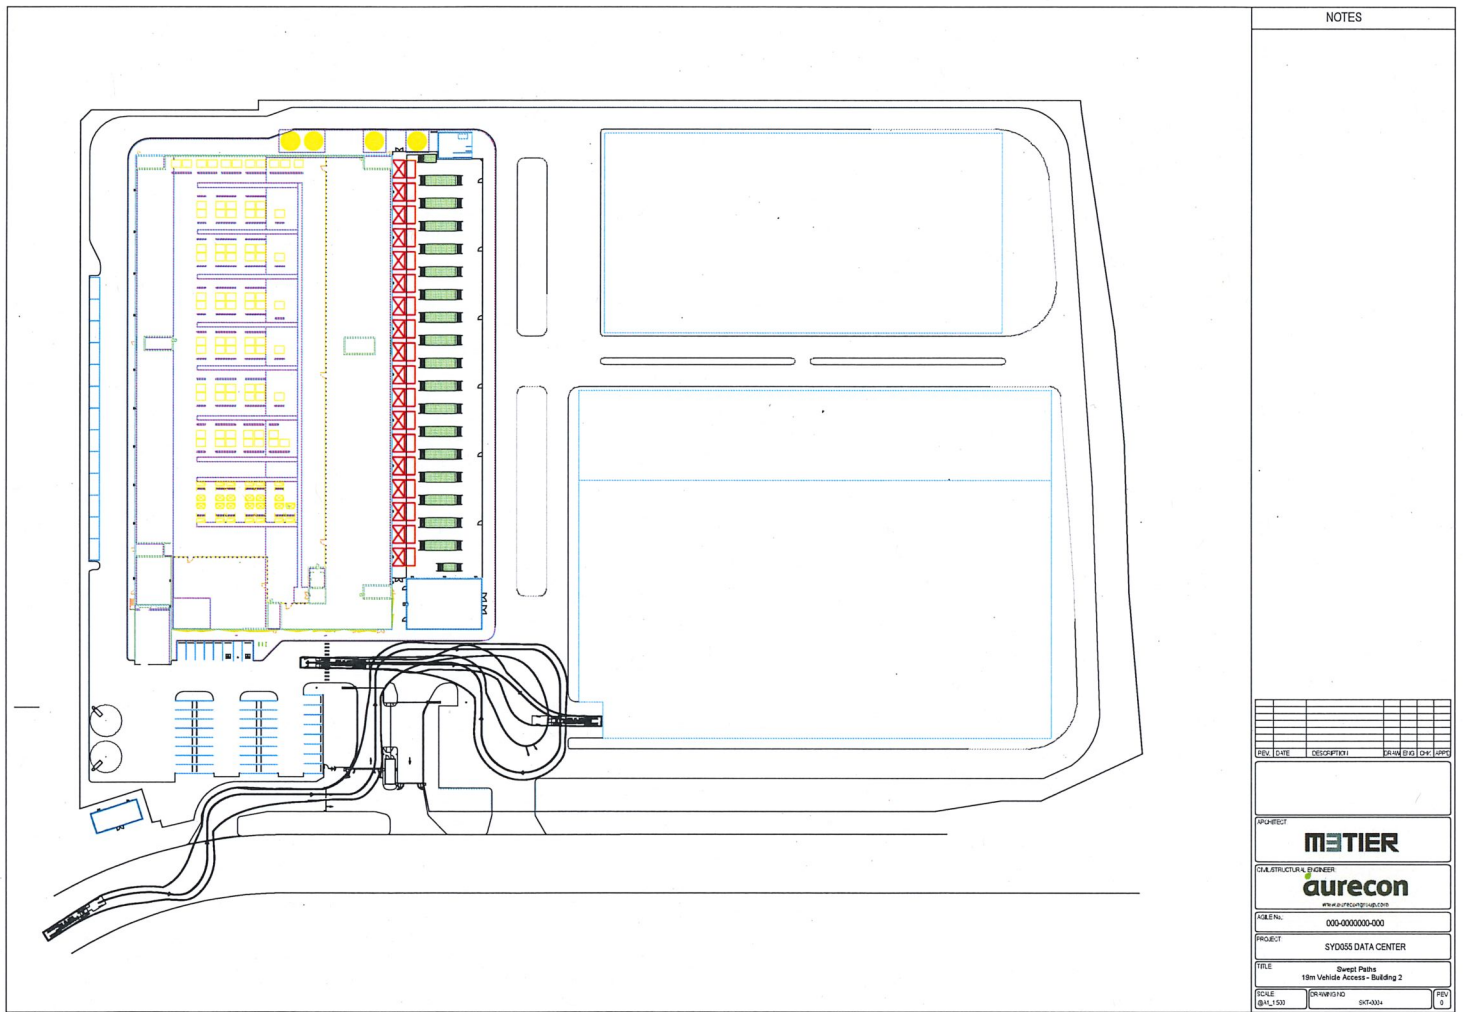 NOTES
REV. DATE DESCRIPTION DRAW ENG CHK APPD
ARCHITECT
METIER
CIVIL/STRUCTURAL ENGINEER
aurecon
www.aurecongroup.com
AGILE No.:
000-0000000-000
PROJECT
SYD055 DATA CENTER
TITLE
Swept Paths
19m Vehicle Access - Building 2
SCALE
DRAWING NO
REV
0